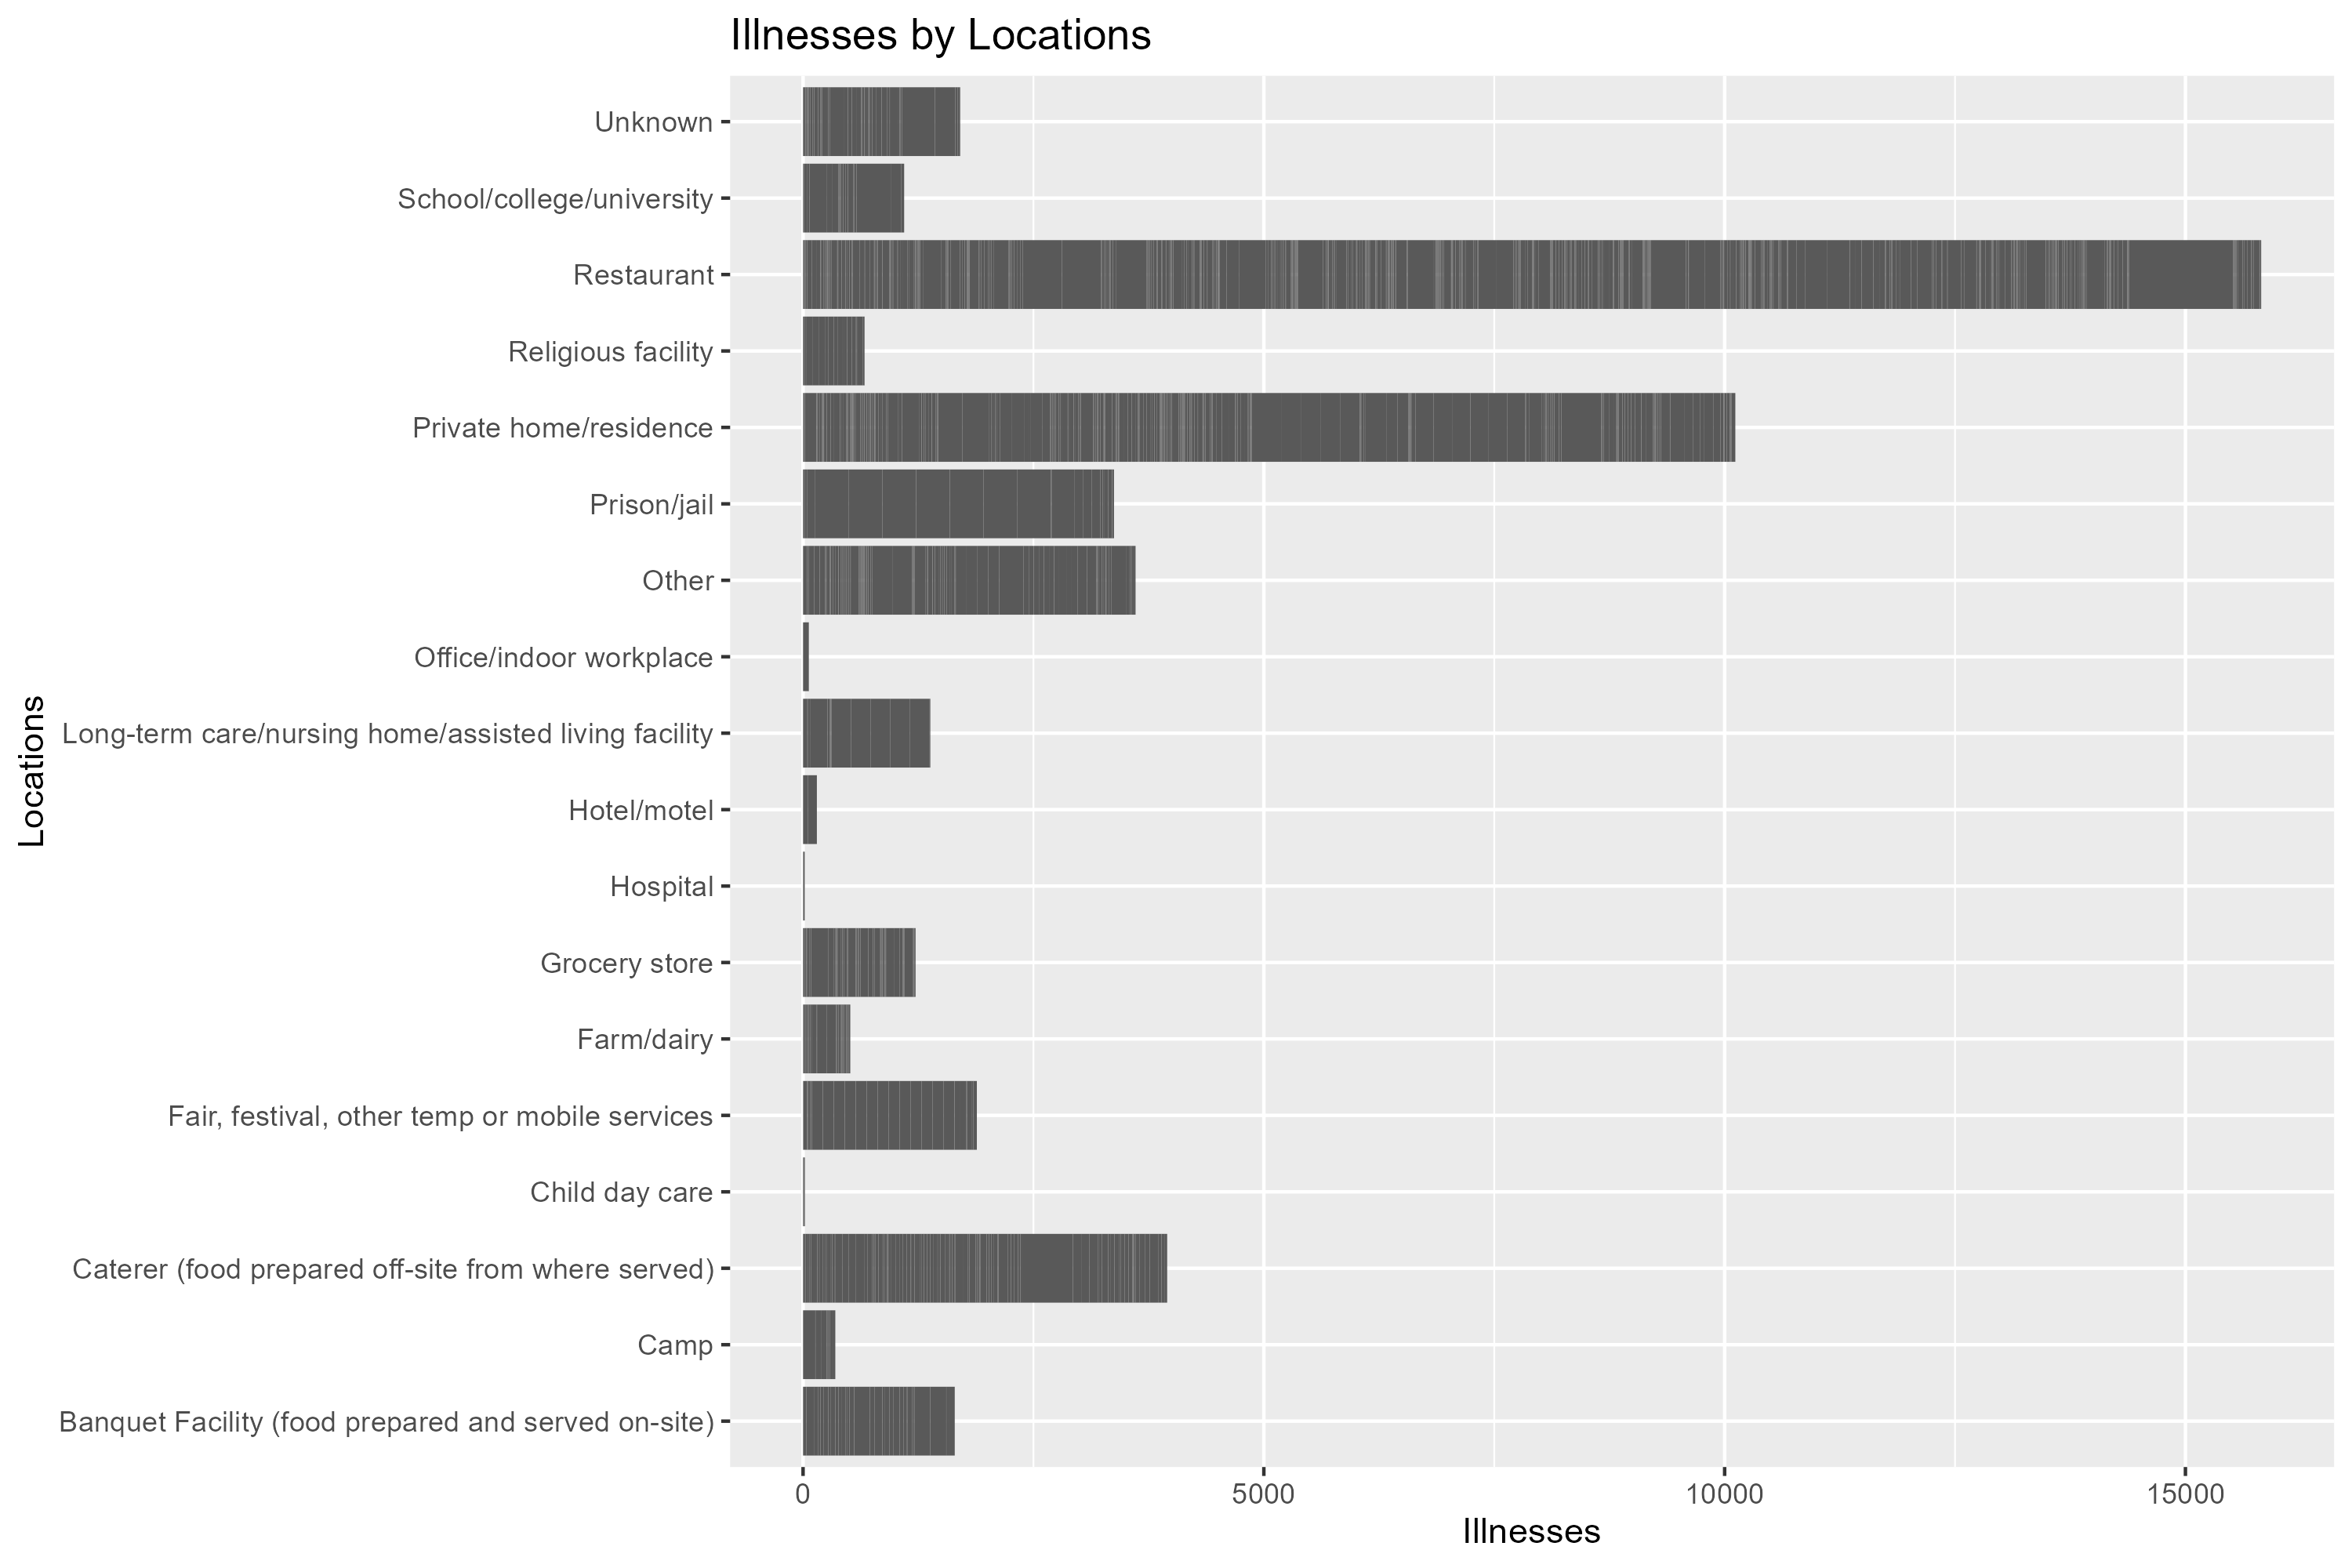 Illnesses by Locations
Unknown
School/college/university
Restaurant
Religious facility
Private home/residence
Prison/jail
Other
Office/indoor workplace
Long-term care/nursing home/assisted living facility
Hotel/motel
Hospital
Grocery store
Farm/dairy
Fair, festival, other temp or mobile services
Child day care
Caterer (food prepared off-site from where served)
Camp
Banquet Facility (food prepared and served on-site)
Locations
0 5000 10000 15000
Illnesses